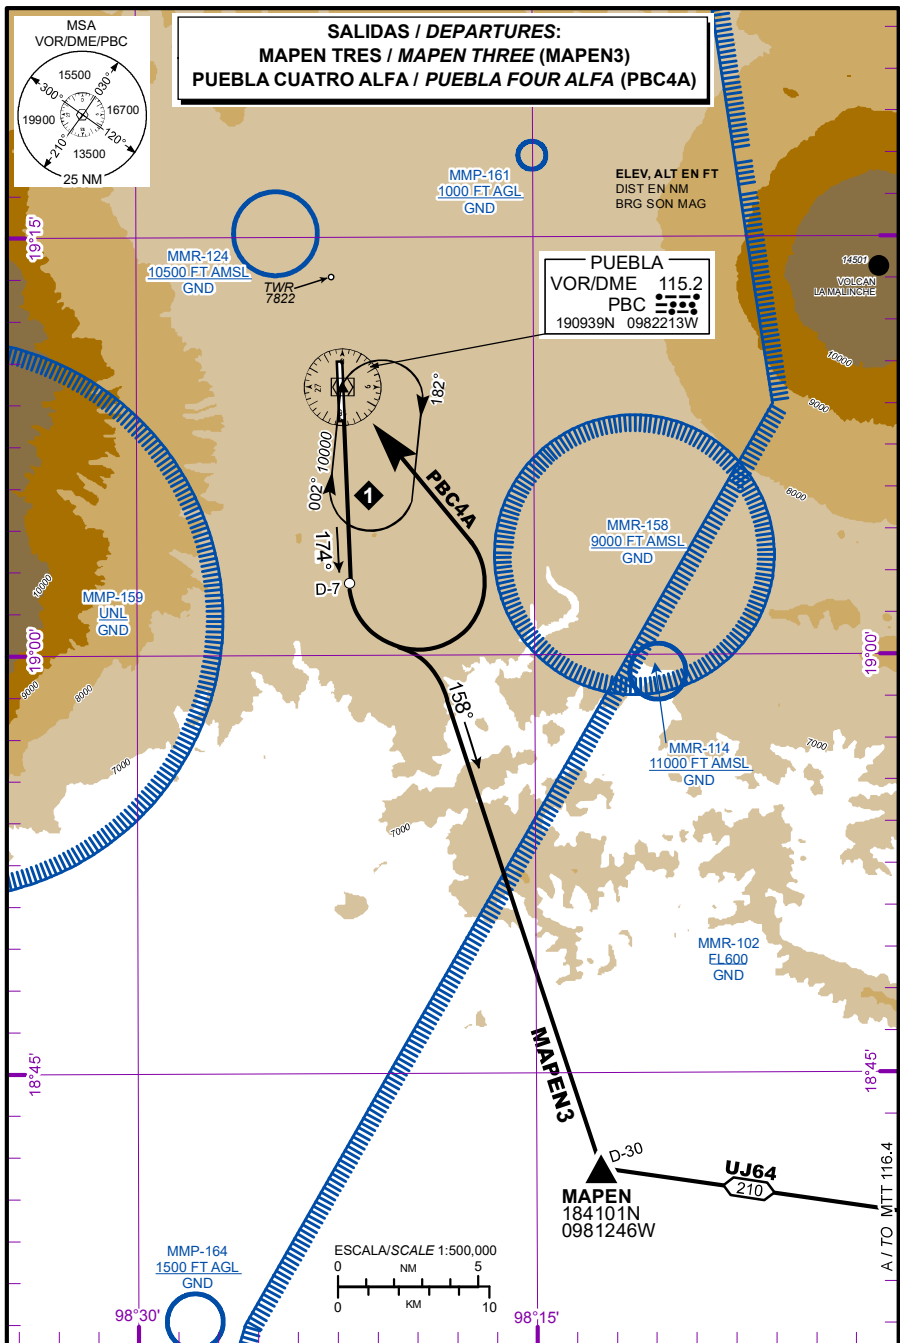 SALIDAS / DEPARTURES:
MAPEN TRES / MAPEN THREE (MAPEN3)
PUEBLA CUATRO ALFA / PUEBLA FOUR ALFA (PBC4A)
MSA
VOR/DME/PBC
15500
300°
030°
19900
16700
210°
120°
13500
25 NM
MMP-161
1000 FT AGL
GND
ELEV, ALT EN FT
DIST EN NM
BRG SON MAG
19°15'
19°15'
MMR-124
10500 FT AMSL
GND
TWR
7822
PUEBLA
VOR/DME 115.2
PBC
190939N 0982213W
14501
VOLCAN
LA MALINCHE
10000
9000
8000
27
9
182°
002° 10000
1
PBC4A
174°
D-7
MMR-158
9000 FT AMSL
GND
10000
MMP-159
UNL
GND
19°00'
19°00'
9000
8000
7000
158°
MMR-114
11000 FT AMSL
GND
7000
7000
MMR-102
FL600
GND
MAPEN3
18°45'
18°45'
D-30
MAPEN
184101N
0981246W
UJ64
210
A / TO MTT 116.4
MMP-164
1500 FT AGL
GND
ESCALA/SCALE 1:500,000
0 NM 5
0 KM 10
98°30'
98°15'